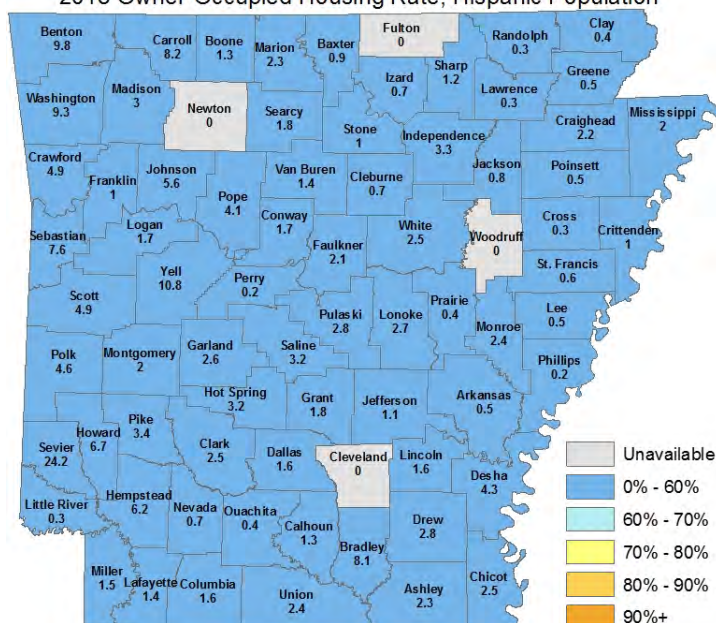 2018 Owner Occupied Housing Rate, Hispanic Population
Benton
9.8
Carroll
8.2
Boone
1.3
Marion
2.3
Baxter
0.9
Fulton
0
Randolph
0.3
Clay
0.4
Sharp
1.2
Izard
0.7
Greene
0.5
Lawrence
0.3
Washington
9.3
Madison
3
Newton
0
Searcy
1.8
Stone
1
Independence
3.3
Craighead
2.2
Mississippi
2
Crawford
4.9
Franklin
1
Johnson
5.6
Pope
4.1
Van Buren
1.4
Cleburne
0.7
Jackson
0.8
Poinsett
0.5
Sebastian
7.6
Logan
1.7
Conway
1.7
Faulkner
2.1
White
2.5
Woodruff
0
Cross
0.3
Crittenden
1
St. Francis
0.6
Scott
4.9
Yell
10.8
Perry
0.2
Pulaski
2.8
Lonoke
2.7
Prairie
0.4
Monroe
2.4
Lee
0.5
Phillips
0.2
Polk
4.6
Montgomery
2
Garland
2.6
Saline
3.2
Hot Spring
3.2
Grant
1.8
Jefferson
1.1
Arkansas
0.5
Sevier
24.2
Howard
6.7
Pike
3.4
Clark
2.5
Dallas
1.6
Cleveland
0
Lincoln
1.6
Desha
4.3
Little River
0.3
Hempstead
6.2
Nevada
0.7
Ouachita
0.4
Calhoun
1.3
Bradley
8.1
Drew
2.8
Miller
1.5
Lafayette
1.4
Columbia
1.6
Union
2.4
Ashley
2.3
Chicot
2.5
Unavailable
0% - 60%
60% - 70%
70% - 80%
80% - 90%
90%+